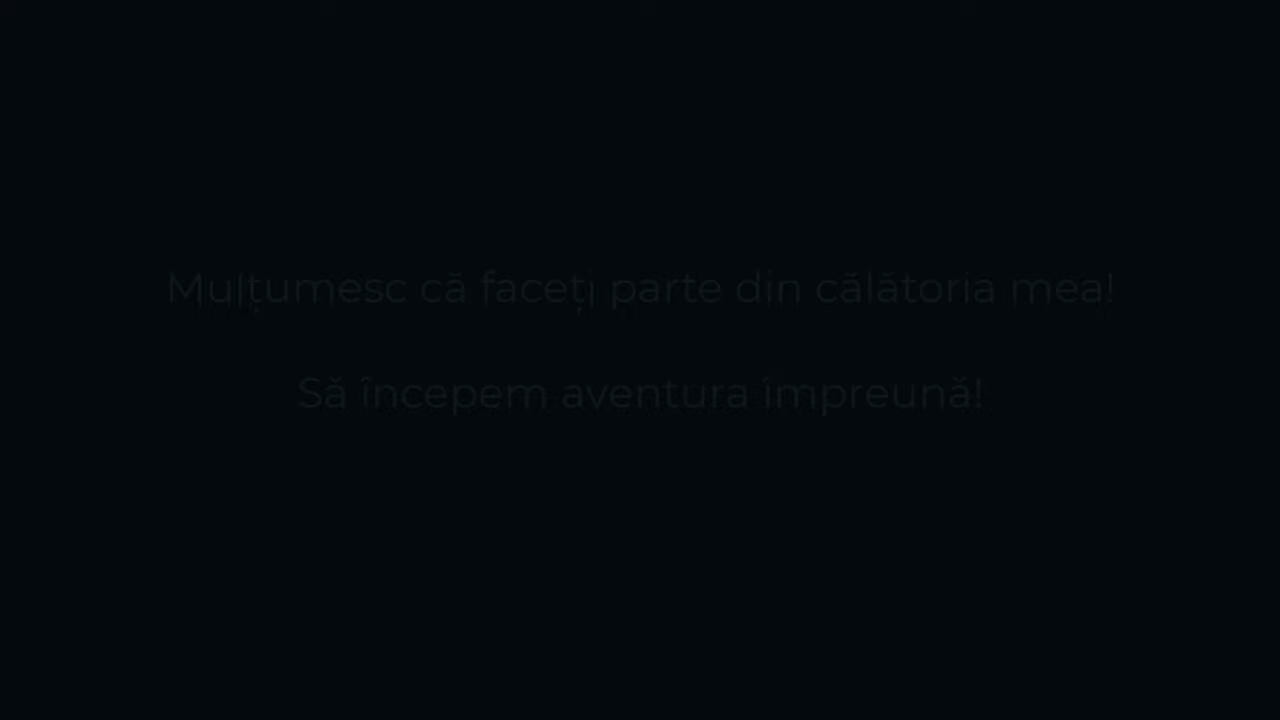 Mulțumesc că faceți parte din călătoria mea!
Să începem aventura împreună!